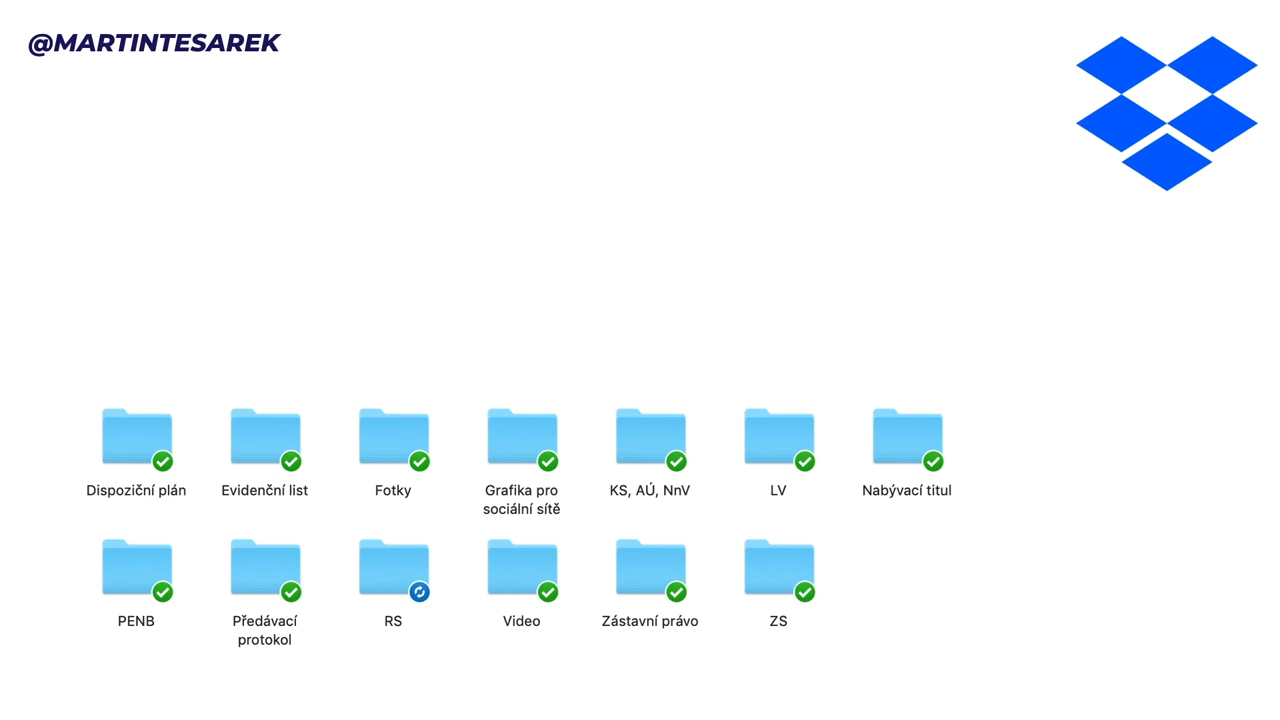 @MARTINTESAREK
Dispoziční plán
Evidenční list
Fotky
Grafika pro
sociální sítě
KS, AÚ, NnV
LV
Nabývací titul
PENB
Předávací
protokol
RS
Video
Zástavní právo
ZS